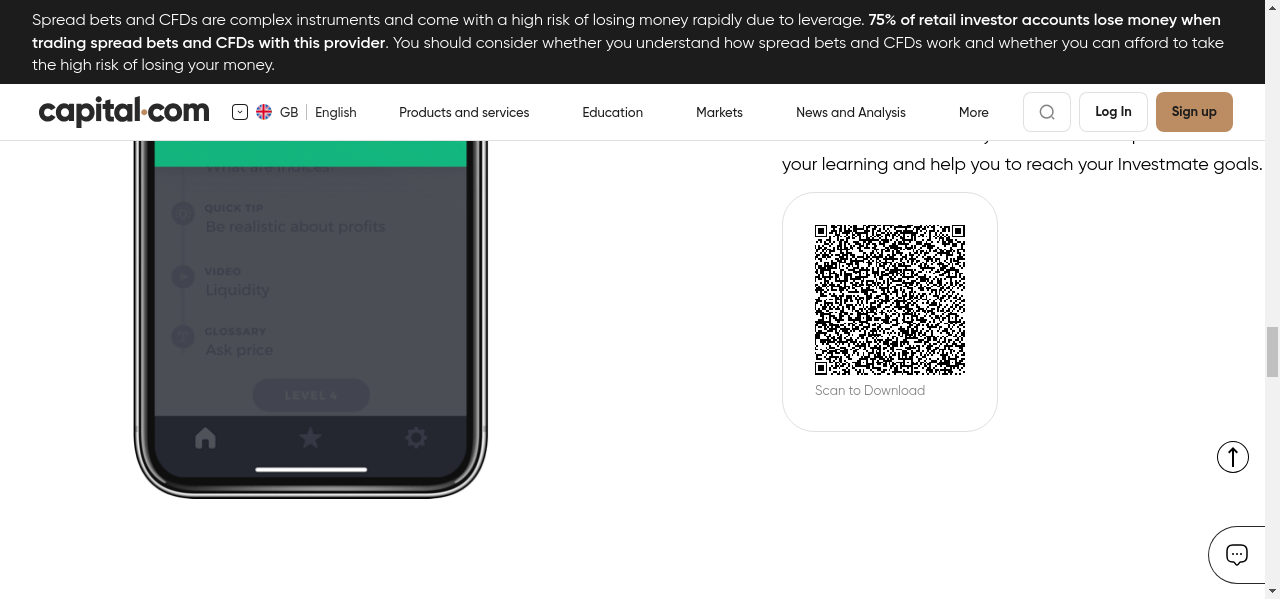 Spread bets and CFDs are complex instruments and come with a high risk of losing money rapidly due to leverage. 75% of retail investor accounts lose money when
trading spread bets and CFDs with this provider. You should consider whether you understand how spread bets and CFDs work and whether you can afford to take
the high risk of losing your money.
capital.com
GB
English
Products and services
Education
Markets
News and Analysis
More
Log In
Sign up
your learning and help you to reach your Investmate goals.
What are indices?
QUICK TIP
Be realistic about profits
VIDEO
Liquidity
GLOSSARY
Ask price
LEVEL 4
Scan to Download